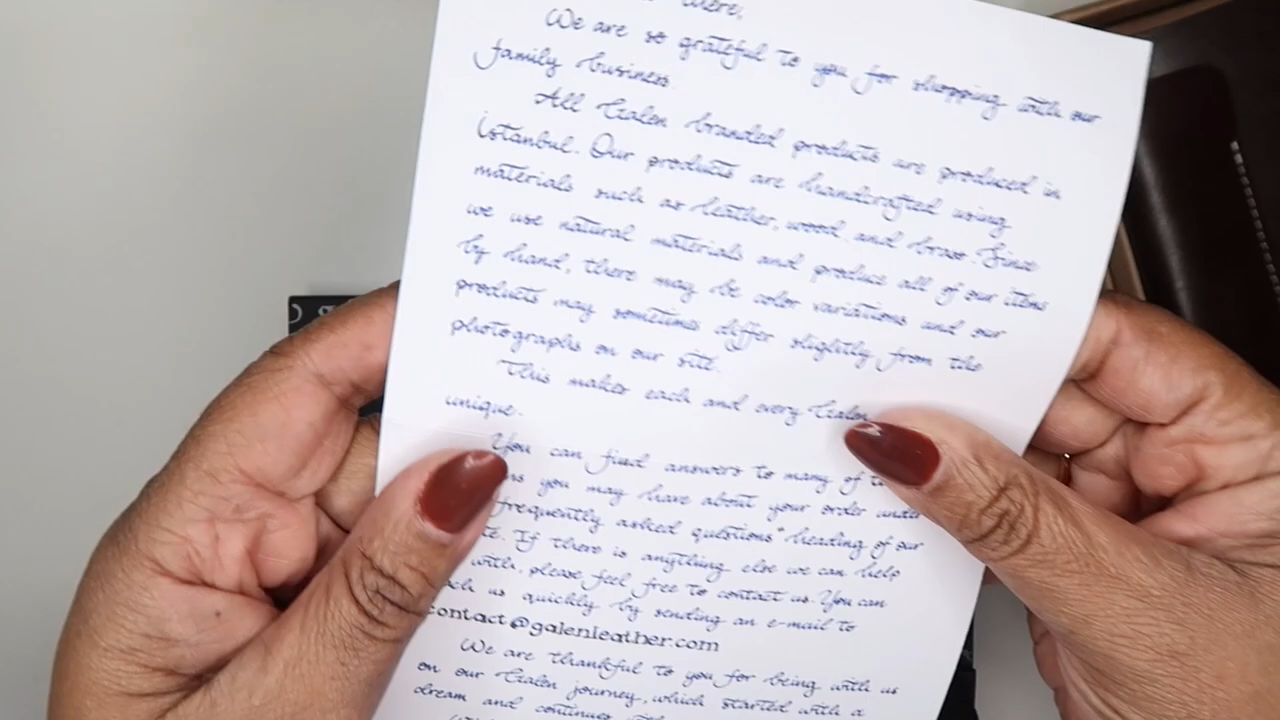 there,
We are so grateful to you for shopping with our
family business.
All Galen branded products are produced in
istanbul. Our products are handcrafted using
materials such as leather, wood and brass. Since
we use natural materials and produce all of our items
by hand, there may be color variations and our
products may sometimes differ slightly from the
photographs on our site.
This makes each and every Galen
unique.
You can find answers to many of
you may have about your order under
frequently asked questions" heading of our
If there is anything else we can help
with, please feel free to contact us. You can
us quickly by sending an e-mail to
contact@galenleather.com
We are thankful to you for being with us
on our Galen journey, which started with a
dream and continues